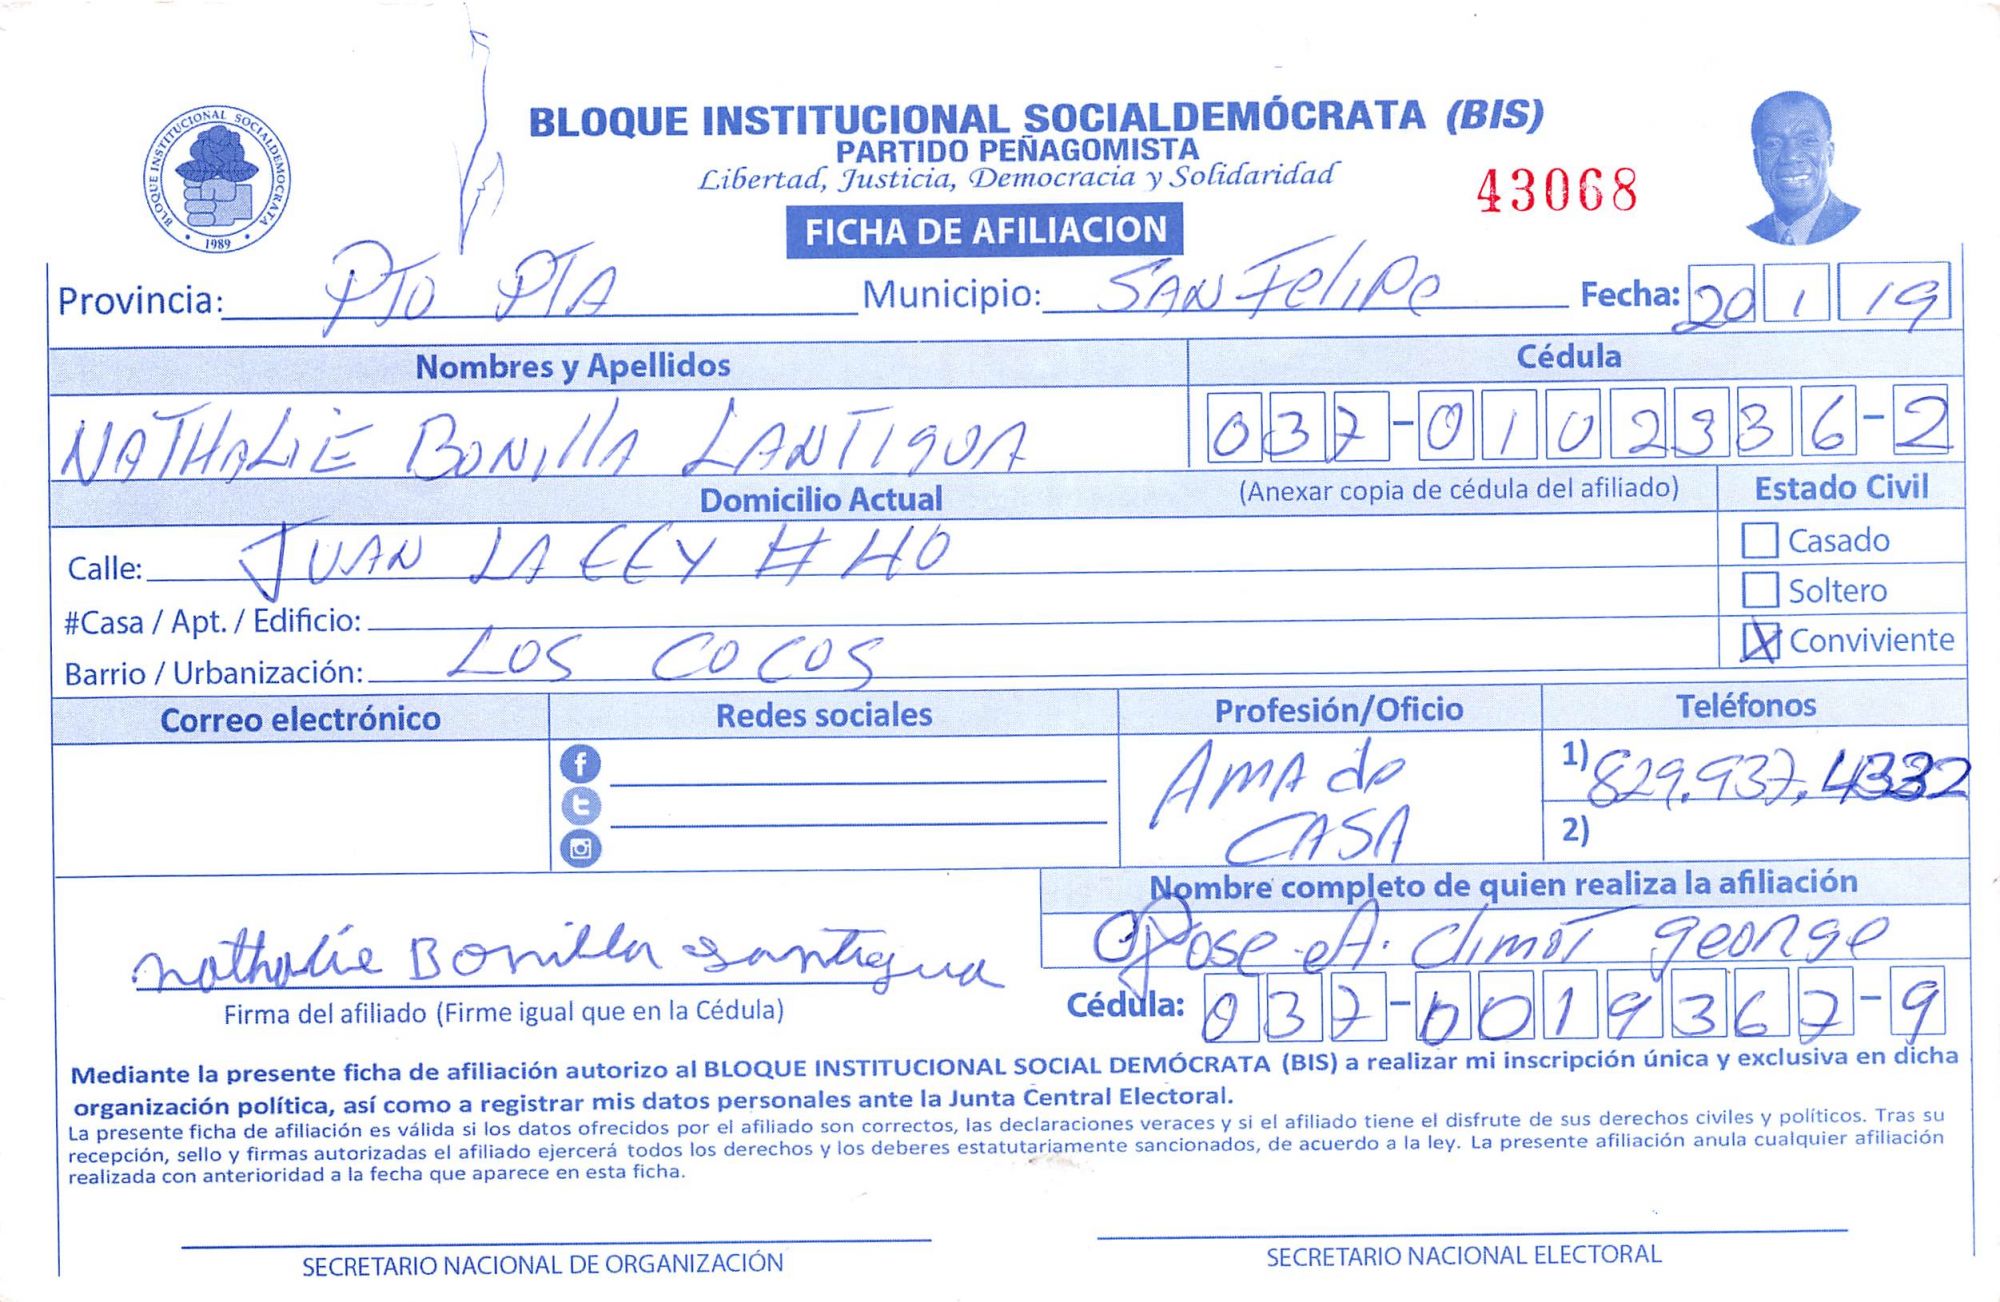 BLOQUE INSTITUCIONAL SOCIALDEMÓCRATA
1989
BLOQUE INSTITUCIONAL SOCIALDEMÓCRATA (BIS)
PARTIDO PEÑAGOMISTA
Libertad, Justicia, Democracia y Solidaridad
43068
FICHA DE AFILIACION
Provincia: PTO PTA Municipio: SAN Felipe Fecha: 20 1 19
Nombres y Apellidos Cédula
NATHALIE BONIllA LANTIGUA 037-0102336-2
Domicilio Actual (Anexar copia de cédula del afiliado) Estado Civil
Calle: JUAN LAFFY # 40 Casado
#Casa / Apt. / Edificio: Soltero
Barrio / Urbanización: LOS COCOS X Conviviente
Correo electrónico Redes sociales Profesión/Oficio Teléfonos
AMA de CASA
1) 829.937.4332
2)
Nombre completo de quien realiza la afiliación
Jose A. climot george
nathalie Bonilla Lantigua
Firma del afiliado (Firme igual que en la Cédula)
Cédula: 037-0019367-9
Mediante la presente ficha de afiliación autorizo al BLOQUE INSTITUCIONAL SOCIAL DEMÓCRATA (BIS) a realizar mi inscripción única y exclusiva en dicha
organización política, así como a registrar mis datos personales ante la Junta Central Electoral.
La presente ficha de afiliación es válida si los datos ofrecidos por el afiliado son correctos, las declaraciones veraces y si el afiliado tiene el disfrute de sus derechos civiles y políticos. Tras su
recepción, sello y firmas autorizadas el afiliado ejercerá todos los derechos y los deberes estatutariamente sancionados, de acuerdo a la ley. La presente afiliación anula cualquier afiliación
realizada con anterioridad a la fecha que aparece en esta ficha.
SECRETARIO NACIONAL DE ORGANIZACIÓN
SECRETARIO NACIONAL ELECTORAL